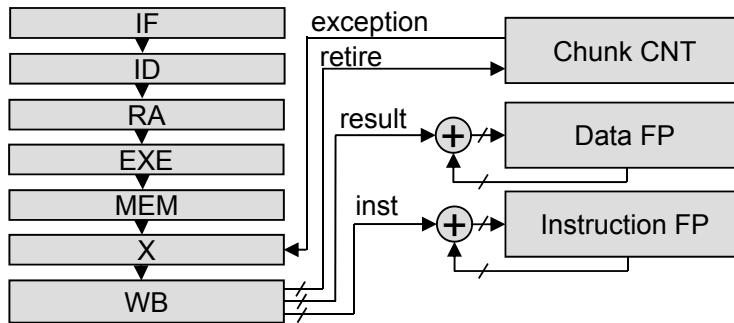 IF
ID
RA
EXE
MEM
X
WB
exception
retire
result
inst
Chunk CNT
+
Data FP
+
Instruction FP